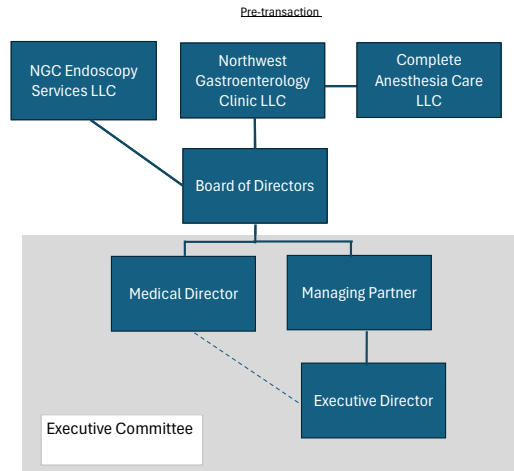 Pre-transaction
NGC Endoscopy
Services LLC
Northwest
Gastroenterology
Clinic LLC
Complete
Anesthesia Care
LLC
Board of Directors
Medical Director
Managing Partner
Executive Director
Executive Committee